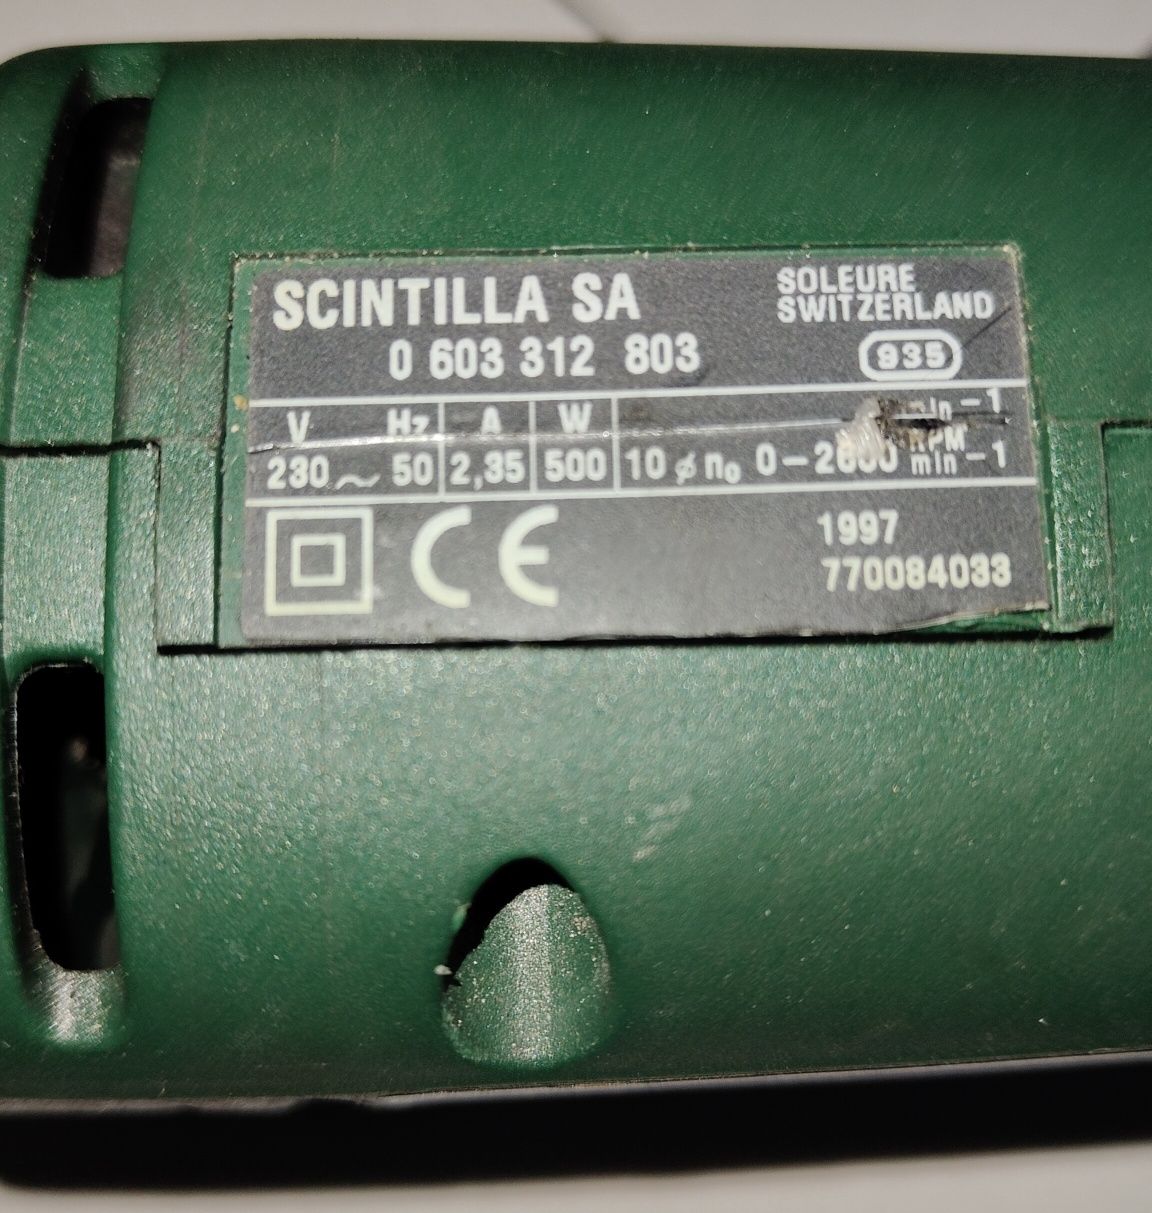 SCINTILLA SA
SOLEURE
SWITZERLAND
0 603 312 803
935
V Hz A W
230 ~ 50 2,35 500 10 ø n₀ 0–2600 RPM min -1
CE
1997
770084033